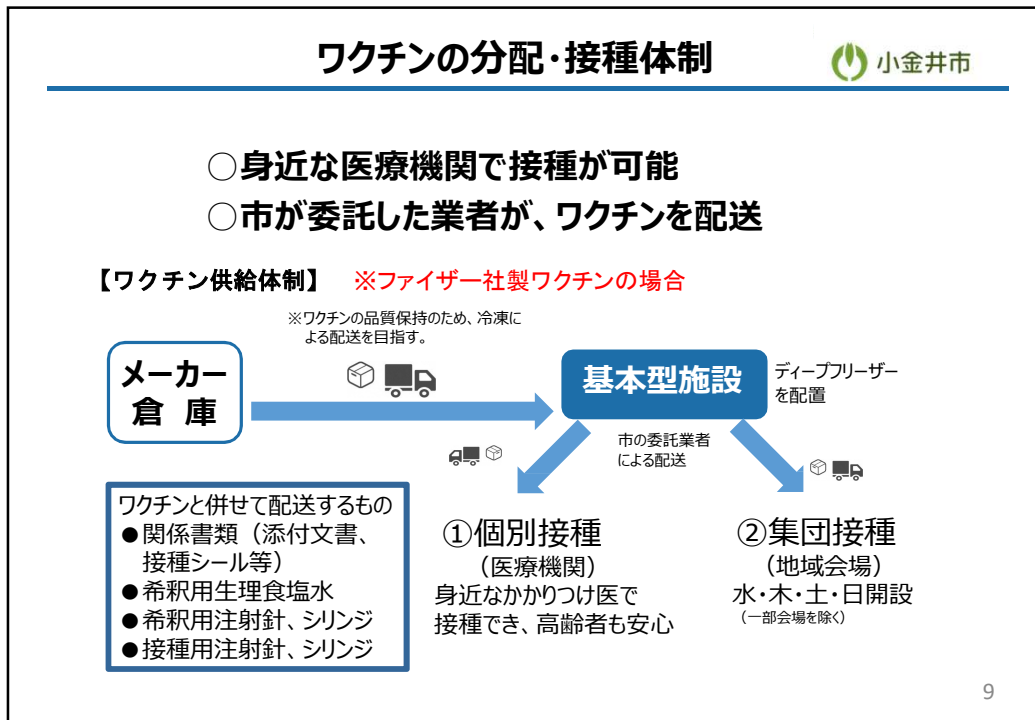 ワクチンの分配・接種体制
小金井市
○身近な医療機関で接種が可能
○市が委託した業者が、ワクチンを配送
【ワクチン供給体制】 ※ファイザー社製ワクチンの場合
※ワクチンの品質保持のため、冷凍に
よる配送を目指す。
メーカー
倉 庫
基本型施設
ディープフリーザー
を配置
市の委託業者
による配送
ワクチンと併せて配送するもの
●関係書類（添付文書、
接種シール等）
●希釈用生理食塩水
●希釈用注射針、シリンジ
●接種用注射針、シリンジ
①個別接種
（医療機関）
身近なかかりつけ医で
接種でき、高齢者も安心
②集団接種
（地域会場）
水・木・土・日開設
（一部会場を除く）
9